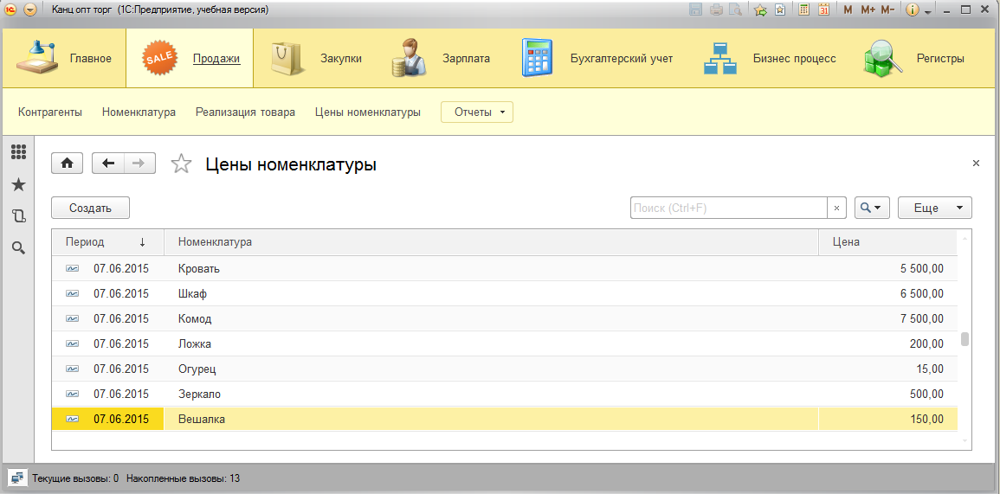 Канц опт торг (1С:Предприятие, учебная версия)
M M+ M-
31
Главное
SALE
Продажи
Закупки
Зарплата
Бухгалтерский учет
Бизнес процесс
Регистры
Контрагенты Номенклатура Реализация товара Цены номенклатуры Отчеты
Цены номенклатуры
Создать Поиск (Ctrl+F) Еще
Период Номенклатура Цена
07.06.2015 Кровать 5 500,00
07.06.2015 Шкаф 6 500,00
07.06.2015 Комод 7 500,00
07.06.2015 Ложка 200,00
07.06.2015 Огурец 15,00
07.06.2015 Зеркало 500,00
07.06.2015 Вешалка 150,00
Текущие вызовы: 0 Накопленные вызовы: 13